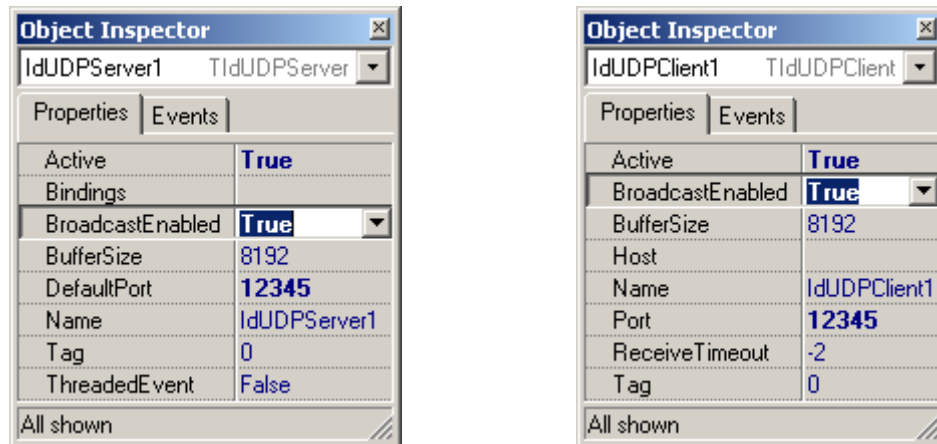 Object Inspector
IdUDPServer1 TIdUDPServer
Properties Events
Active True
Bindings
BroadcastEnabled True
BufferSize 8192
DefaultPort 12345
Name IdUDPServer1
Tag 0
ThreadedEvent False
All shown
Object Inspector
IdUDPClient1 TIdUDPClient
Properties Events
Active True
BroadcastEnabled True
BufferSize 8192
Host
Name IdUDPClient1
Port 12345
ReceiveTimeout -2
Tag 0
All shown